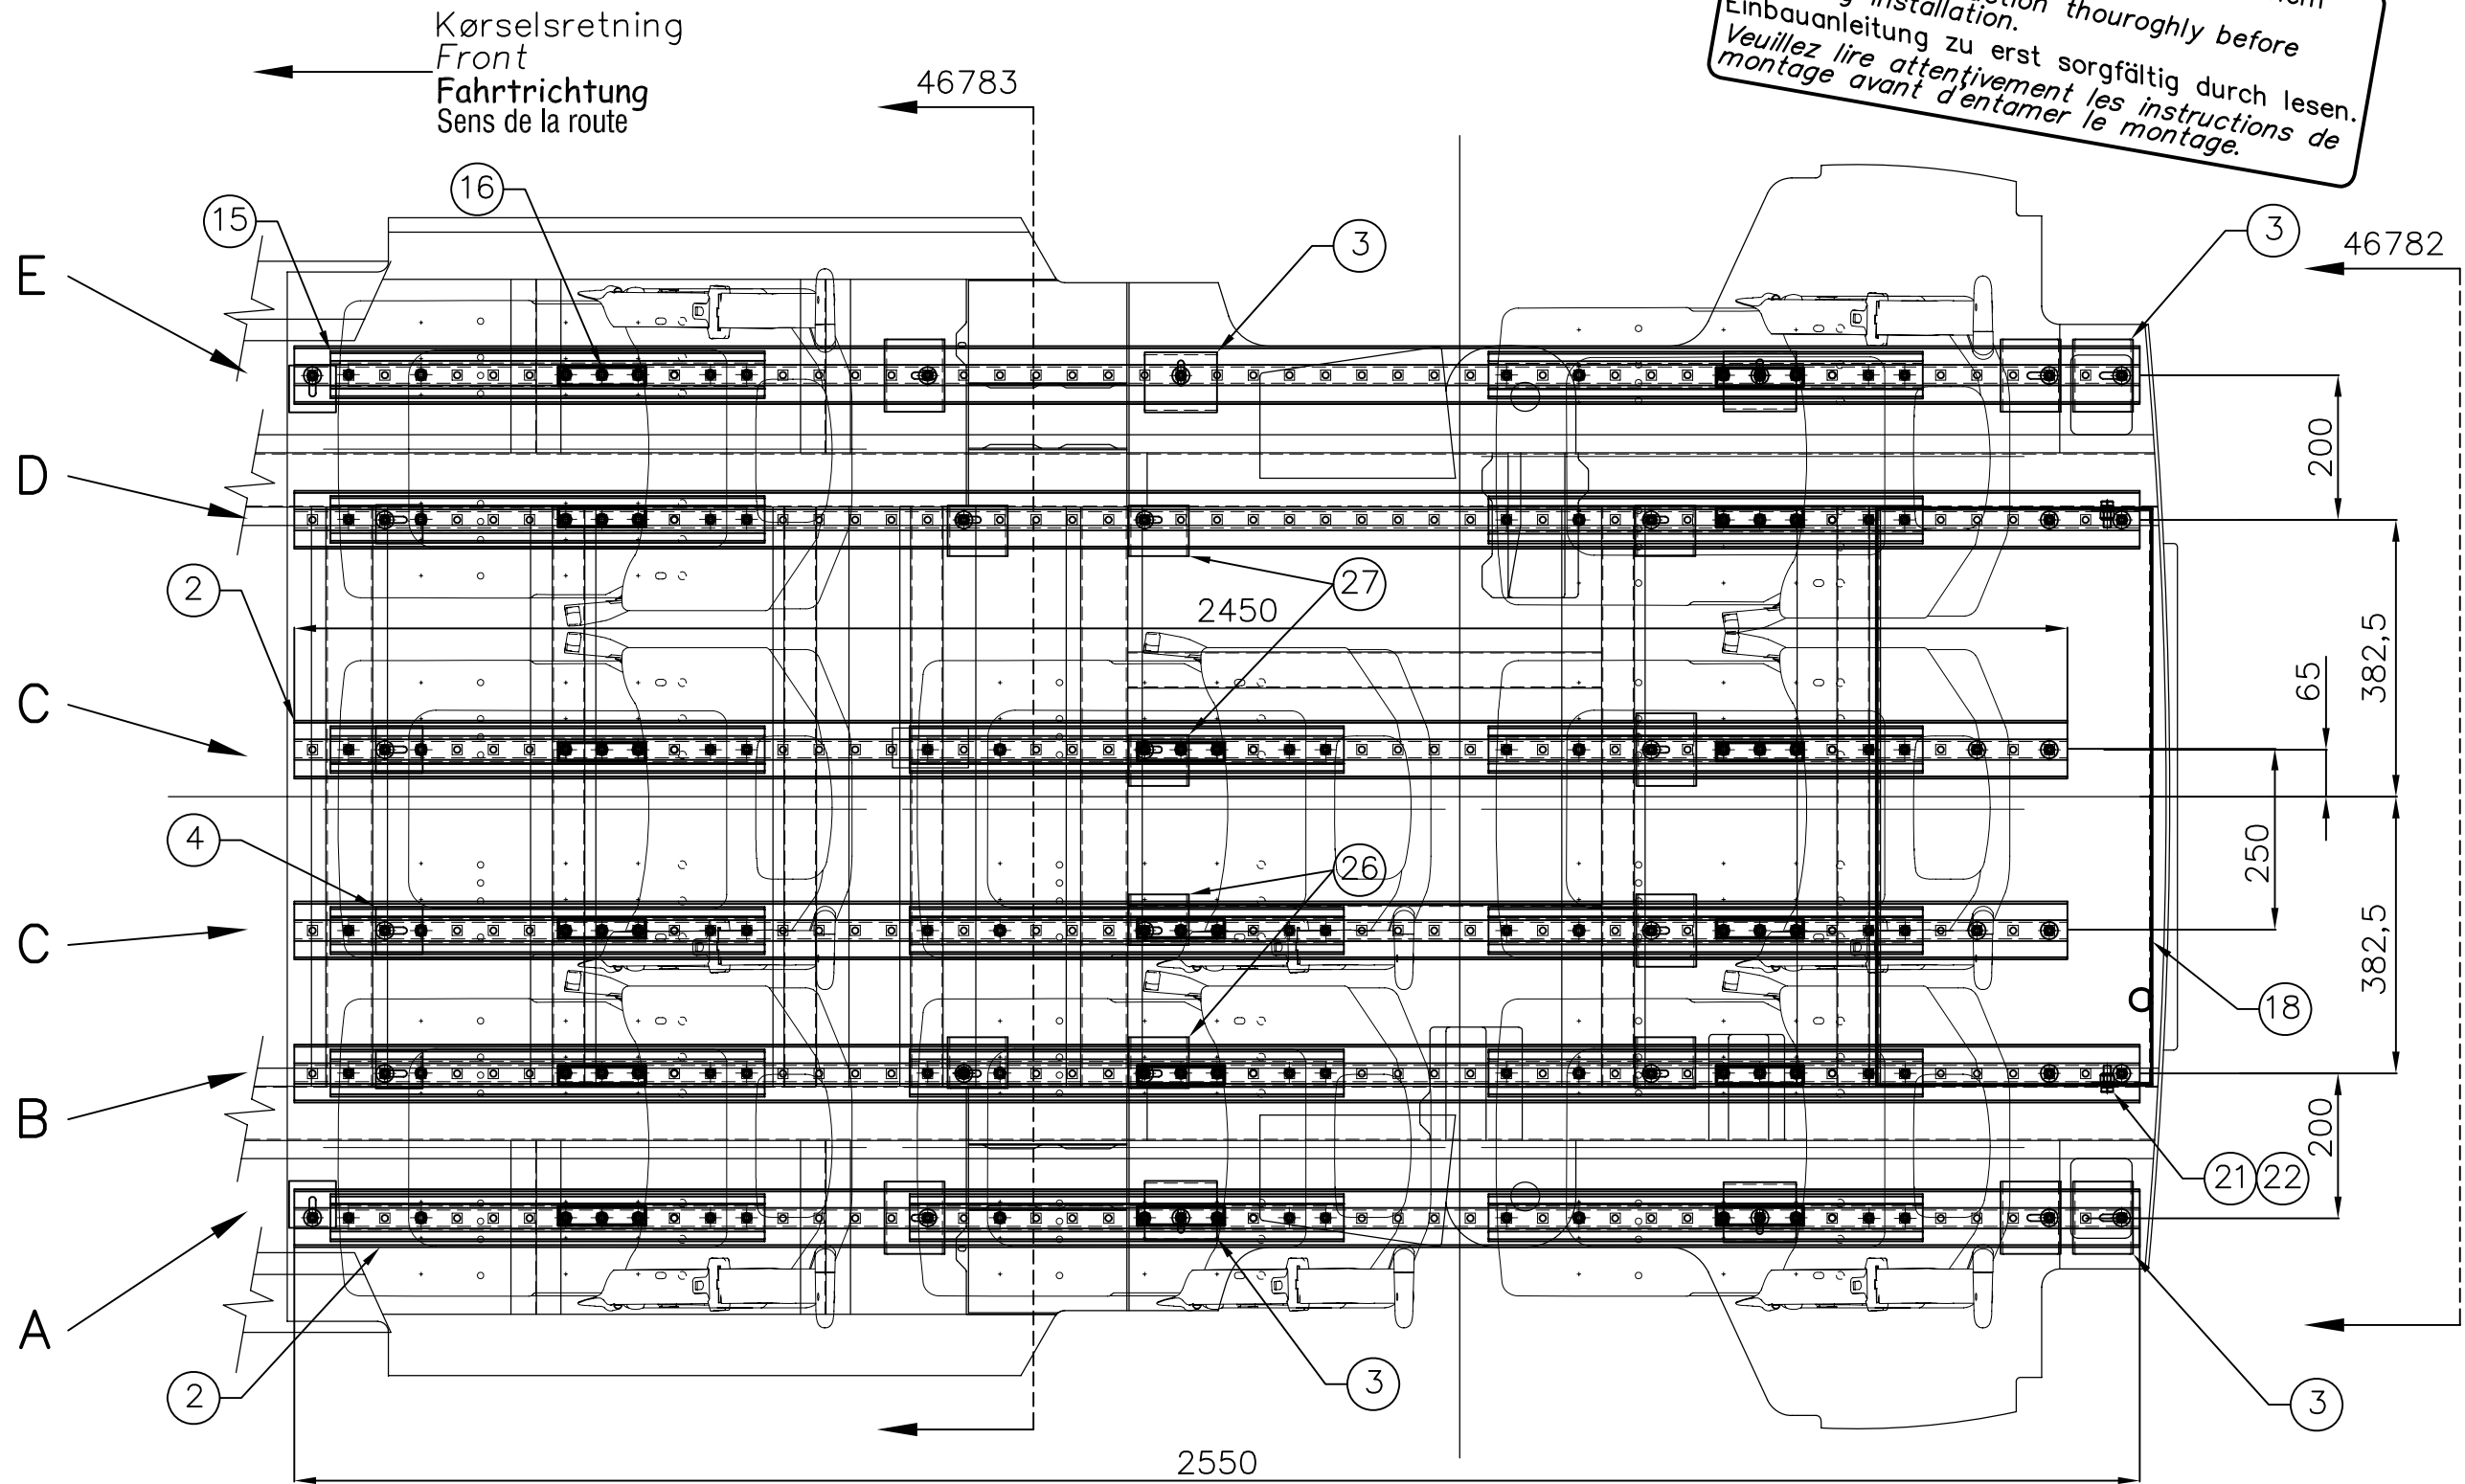 Kørselsretning
Front
Fahrtrichtung
Sens de la route
46783
thouroghly before
installation.
Einbauanleitung zu erst sorgfältig durch lesen.
Veuillez lire attentivement les instructions de
montage avant d'entamer le montage.
16
15
3
3
46782
E
D
C
C
B
A
200
2
27
2450
65
382,5
4
26
250
382,5
18
200
21 22
2
3
3
2550